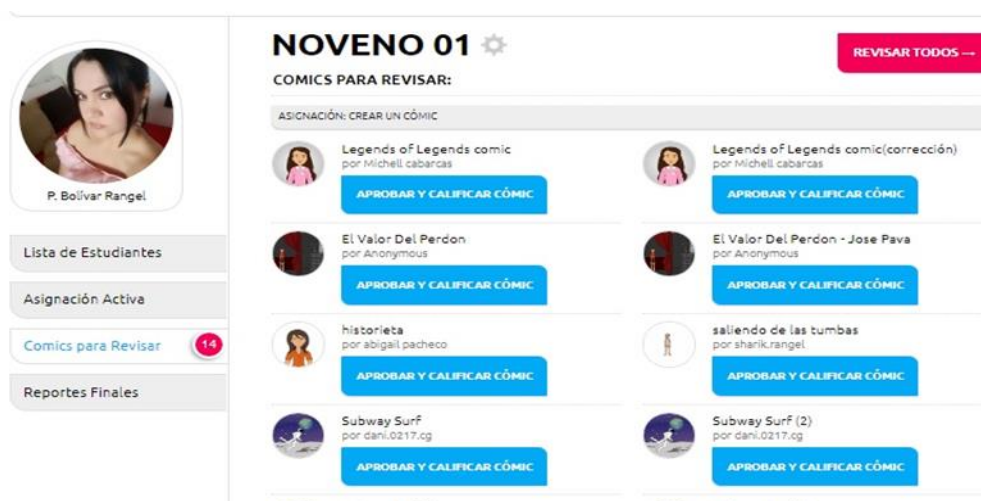 NOVENO 01
REVISAR TODOS →
COMICS PARA REVISAR:
ASIGNACIÓN: CREAR UN CÓMIC
P. Bolívar Rangel
Lista de Estudiantes
Asignación Activa
Comics para Revisar 14
Reportes Finales
Legends of Legends comic
por Michell cabarcas
APROBAR Y CALIFICAR CÓMIC
Legends of Legends comic(corrección)
por Michell cabarcas
APROBAR Y CALIFICAR CÓMIC
El Valor Del Perdon
por Anonymous
APROBAR Y CALIFICAR CÓMIC
El Valor Del Perdon - Jose Pava
por Anonymous
APROBAR Y CALIFICAR CÓMIC
historieta
por abigail pacheco
APROBAR Y CALIFICAR CÓMIC
saliendo de las tumbas
por sharik.rangel
APROBAR Y CALIFICAR CÓMIC
Subway Surf
por dani.0217.cg
APROBAR Y CALIFICAR CÓMIC
Subway Surf (2)
por dani.0217.cg
APROBAR Y CALIFICAR CÓMIC